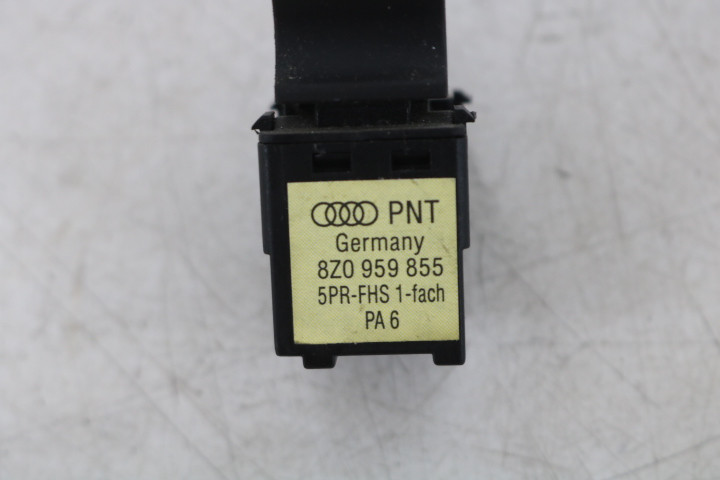 PNT
Germany
8Z0 959 855
5PR-FHS 1-fach
PA 6